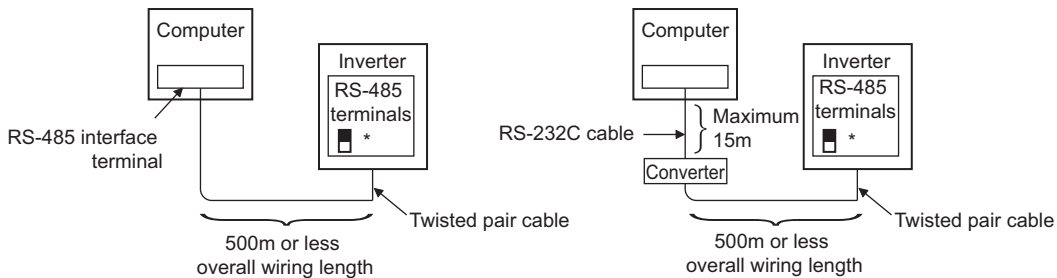 Computer
RS-485 interface
terminal
Inverter
RS-485
terminals
*
Twisted pair cable
500m or less
overall wiring length
Computer
RS-232C cable
Maximum
15m
Converter
Inverter
RS-485
terminals
*
Twisted pair cable
500m or less
overall wiring length